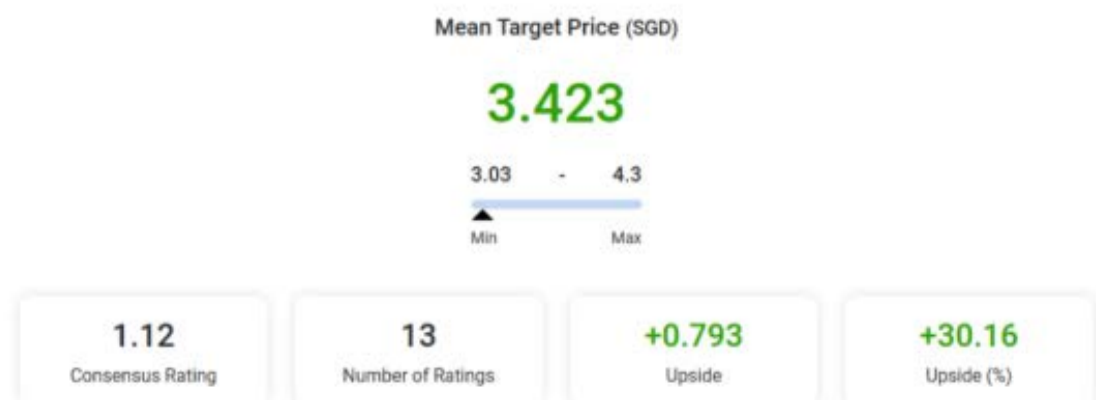 Mean Target Price (SGD)
3.423
3.03 - 4.3
Min Max
1.12 13 +0.793 +30.16
Consensus Rating Number of Ratings Upside Upside (%)